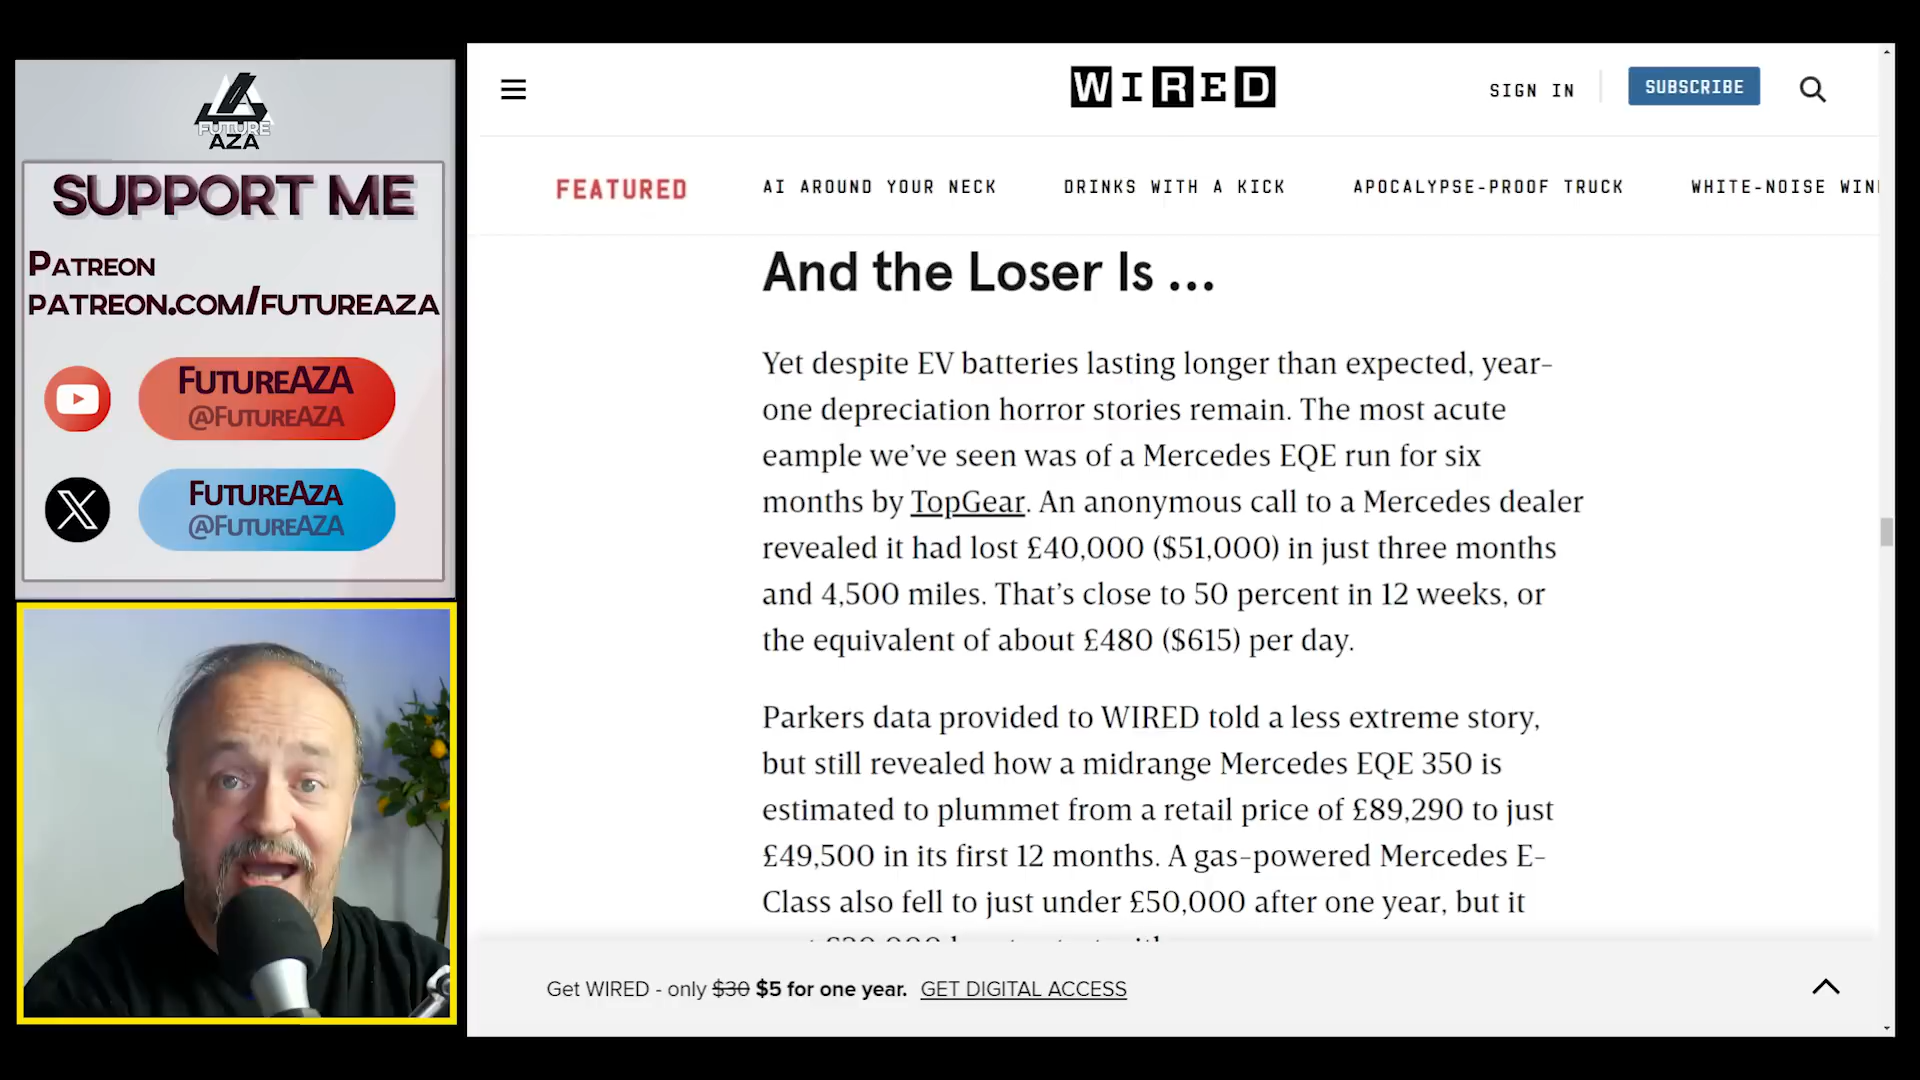 FUTURE
AZA
SUPPORT ME
PATREON
PATREON.COM/FUTUREAZA
FUTUREAZA
@FUTUREAZA
FUTUREAZA
@FUTUREAZA
WIRED
SIGN IN
SUBSCRIBE
FEATURED
AI AROUND YOUR NECK
DRINKS WITH A KICK
APOCALYPSE-PROOF TRUCK
WHITE-NOISE
And the Loser Is ...
Yet despite EV batteries lasting longer than expected, year-
one depreciation horror stories remain. The most acute
eample we've seen was of a Mercedes EQE run for six
months by TopGear. An anonymous call to a Mercedes dealer
revealed it had lost £40,000 ($51,000) in just three months
and 4,500 miles. That's close to 50 percent in 12 weeks, or
the equivalent of about £480 ($615) per day.
Parkers data provided to WIRED told a less extreme story,
but still revealed how a midrange Mercedes EQE 350 is
estimated to plummet from a retail price of £89,290 to just
£49,500 in its first 12 months. A gas-powered Mercedes E-
Class also fell to just under £50,000 after one year, but it
Get WIRED - only $30 $5 for one year. GET DIGITAL ACCESS